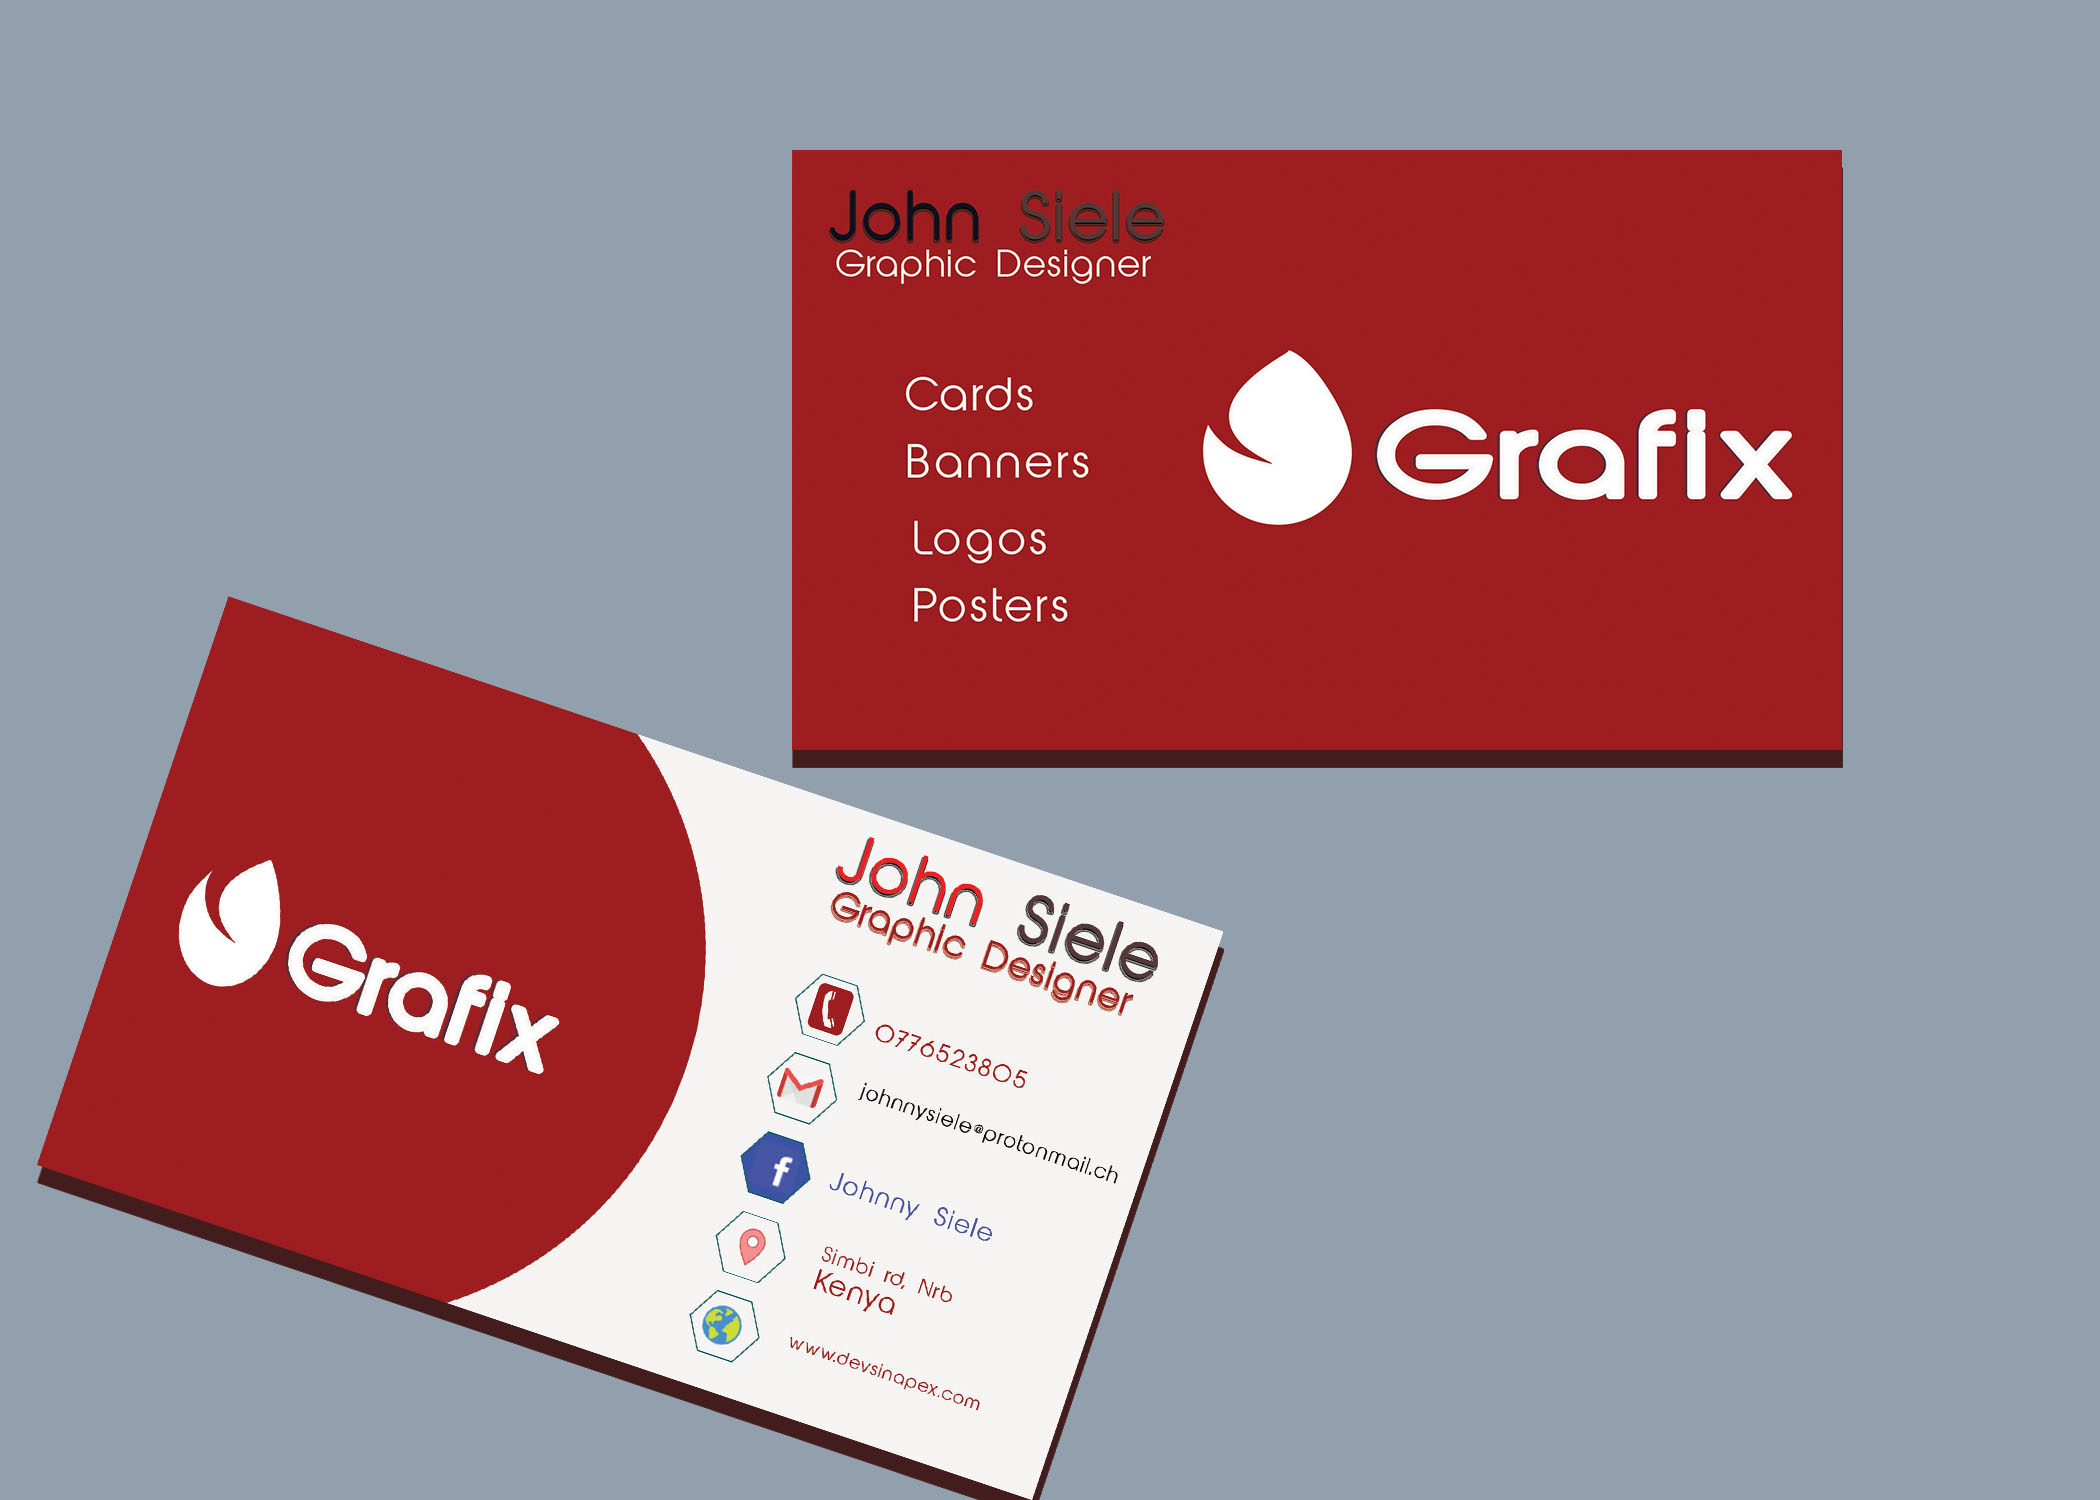 John Siele
Graphic Designer
Cards
Banners
Logos
Posters
Grafix
Grafix
John Siele
Graphic Designer
0776523805
johnnysiele@protonmail.ch
f
Johnny Siele
Simbi rd, Nrb
Kenya
www.devsinapex.com